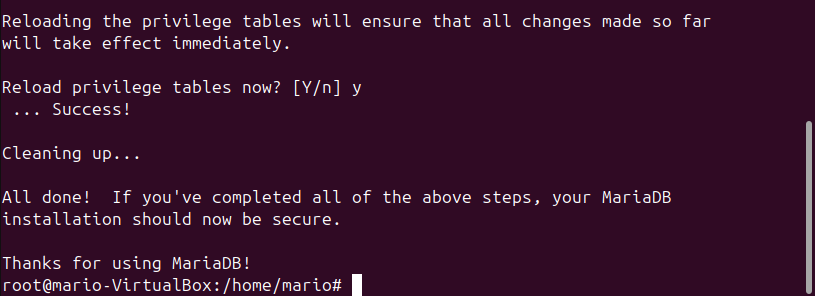 Reloading the privilege tables will ensure that all changes made so far
will take effect immediately.
Reload privilege tables now? [Y/n] y
 ... Success!
Cleaning up...
All done!  If you've completed all of the above steps, your MariaDB
installation should now be secure.
Thanks for using MariaDB!
root@mario-VirtualBox:/home/mario#